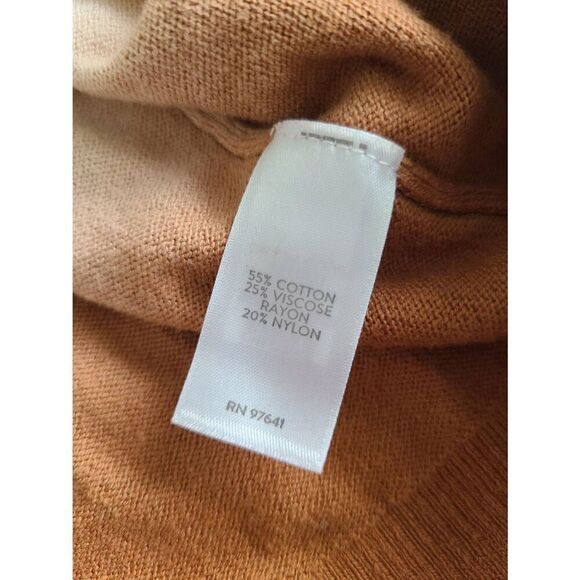 55% COTTON
25% VISCOSE
RAYON
20% NYLON
RN 97641